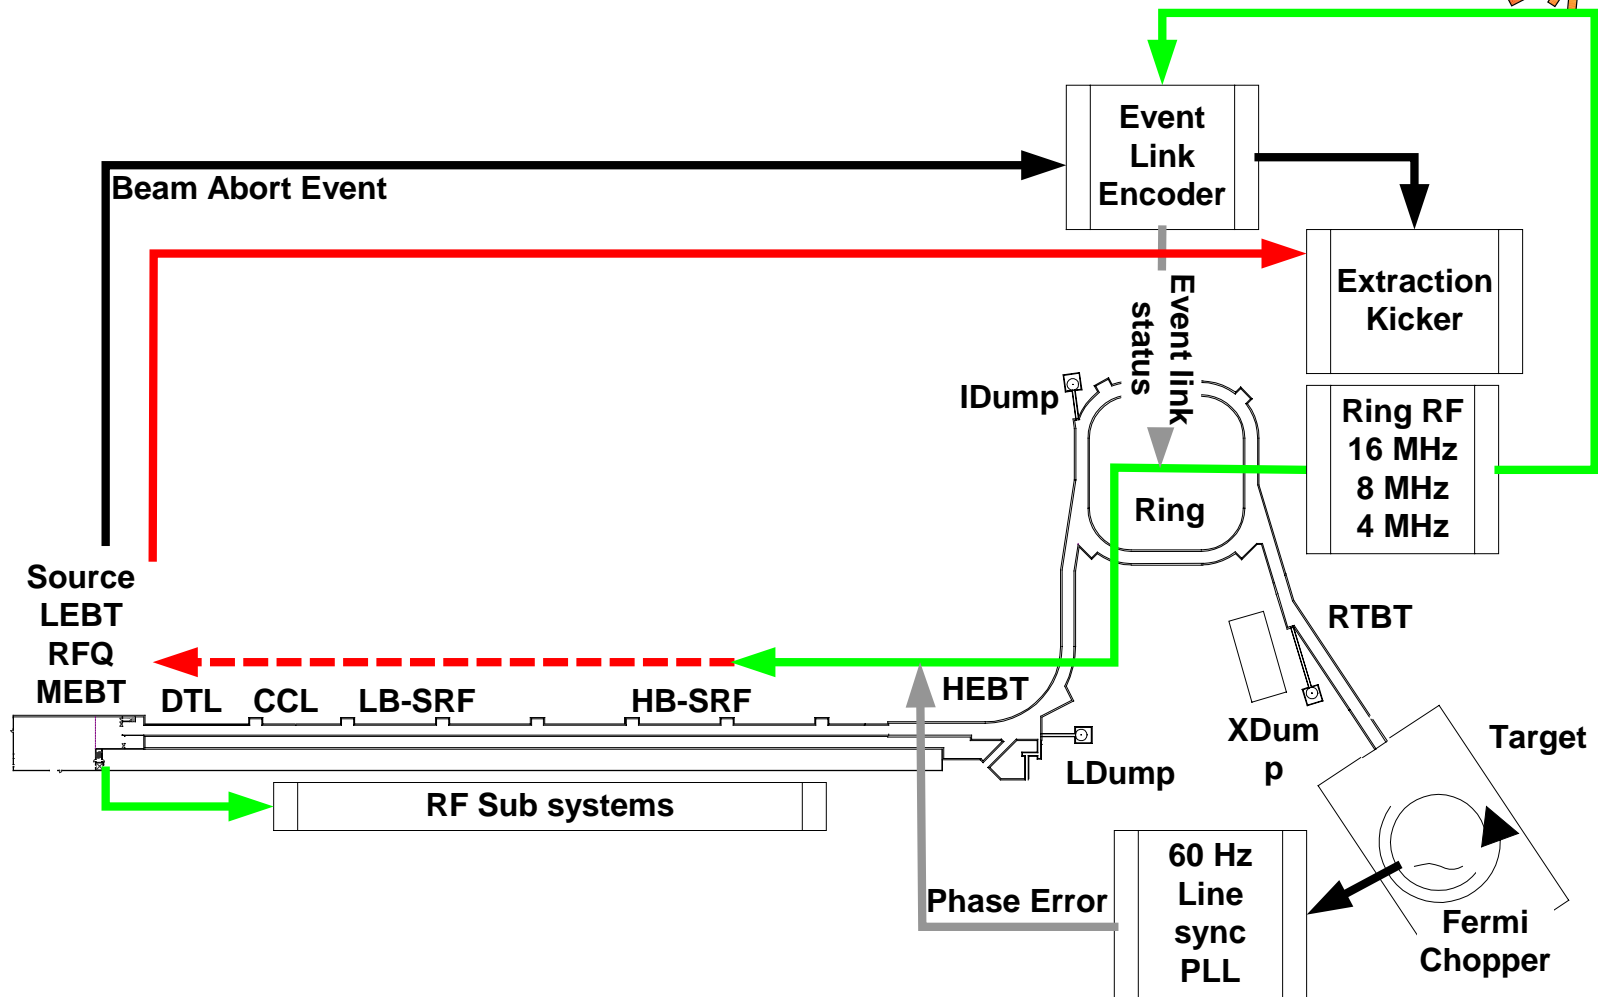 Event
Link
Encoder
Beam Abort Event
Extraction
Kicker
Event link
status
IDump
Ring RF
16 MHz
8 MHz
4 MHz
Ring
Source
LEBT
RFQ
MEBT
RTBT
DTL
CCL
LB-SRF
HB-SRF
HEBT
XDum
p
Target
LDump
RF Sub systems
60 Hz
Line
sync
PLL
Phase Error
Fermi
Chopper